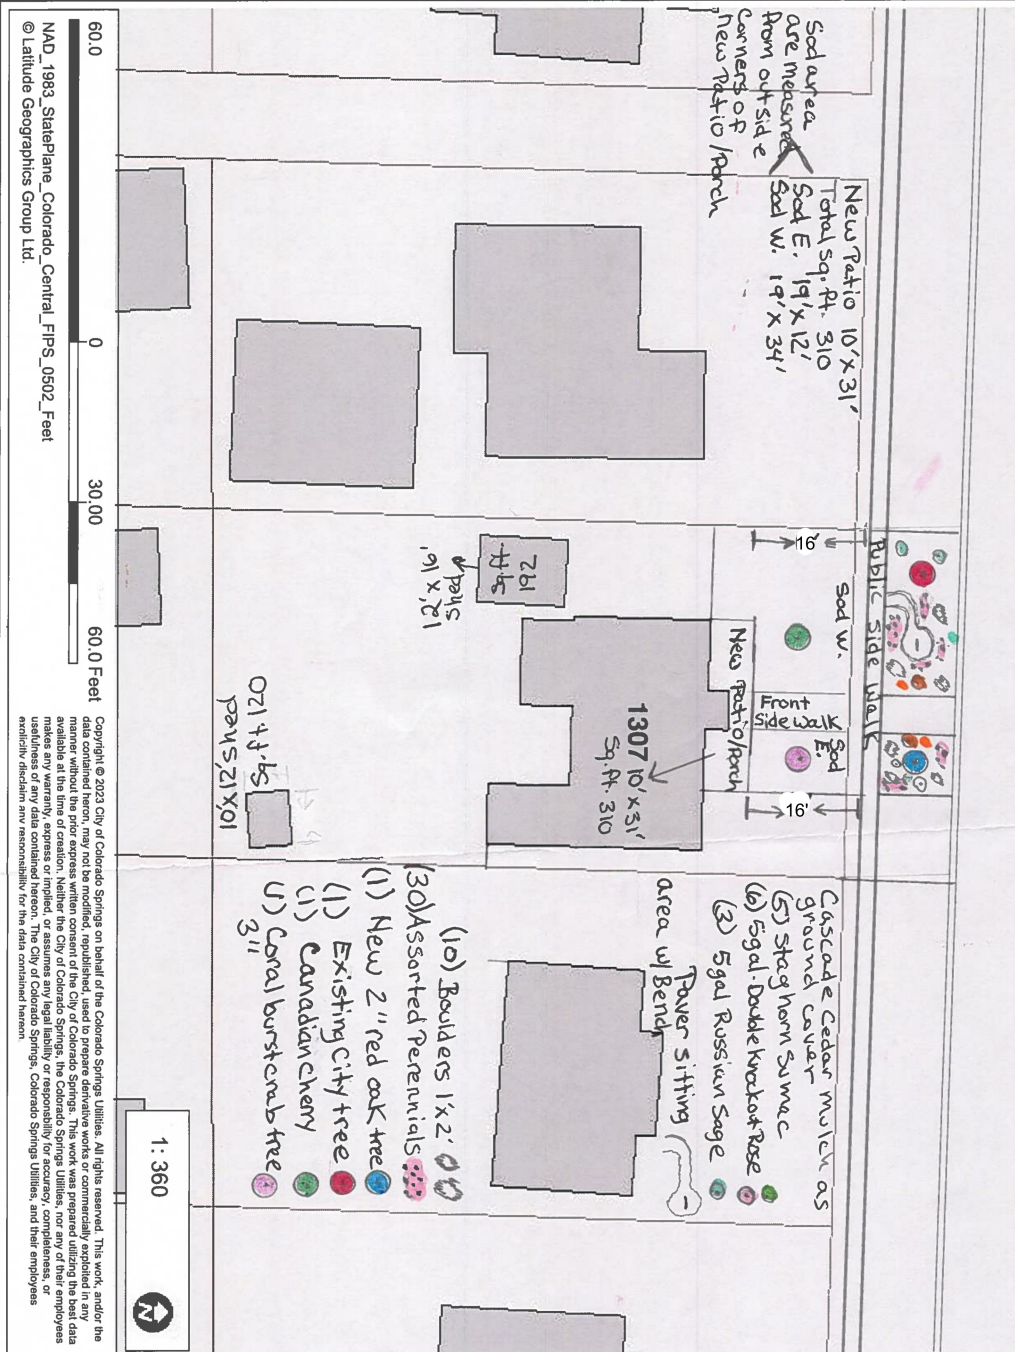 Sod area
are measured
from outside
corners of
new Patio/Porch
New Patio 10'x31'
Total sq. ft. 310
Sod E. 19'x12'
Sod W. 19'x34'
Public Side Walk
16'
Sod W.
Front
Side Walk
Sod
E.
16'
New Patio/Porch
1307 10'x31'
Sq. ft. 310
192
sq ft
shed
12'x16'
Sq. ft 120
10'x12' shed
Cascade Cedar mulch as
ground cover
(5) Stag horn Sumec
(6) 5gal. Double Knockout Rose
(3) 5gal Russian Sage
Paver sitting
area w/Bench
(10) Boulders 1'x2'
(30) Assorted Perennials
(1) New 2" red oak tree
(1) Existing City tree
(1) Canadian cherry
(1) Coralburst crab tree
3"
1: 360
N
60.0 0 30.00 60.0 Feet
NAD_1983_StatePlane_Colorado_Central_FIPS_0502_Feet
© Latitude Geographics Group Ltd.
Copyright © 2023 City of Colorado Springs on behalf of the Colorado Springs Utilities. All rights reserved. This work, and/or the
data contained heron, may not be modified, republished, used to prepare derivative works or commercially exploited in any
manner without the prior express written consent of the City of Colorado Springs. This work was prepared utilizing the best data
available at the time of creation. Neither the City of Colorado Springs, the Colorado Springs Utilities, nor any of their employees
makes any warranty, express or implied, or assumes any legal liability or responsibility for accuracy, completeness, or
usefulness of any data contained hereon. The City of Colorado Springs, Colorado Springs Utilities, and their employees
explicitly disclaim any responsibility for the data contained hereon.